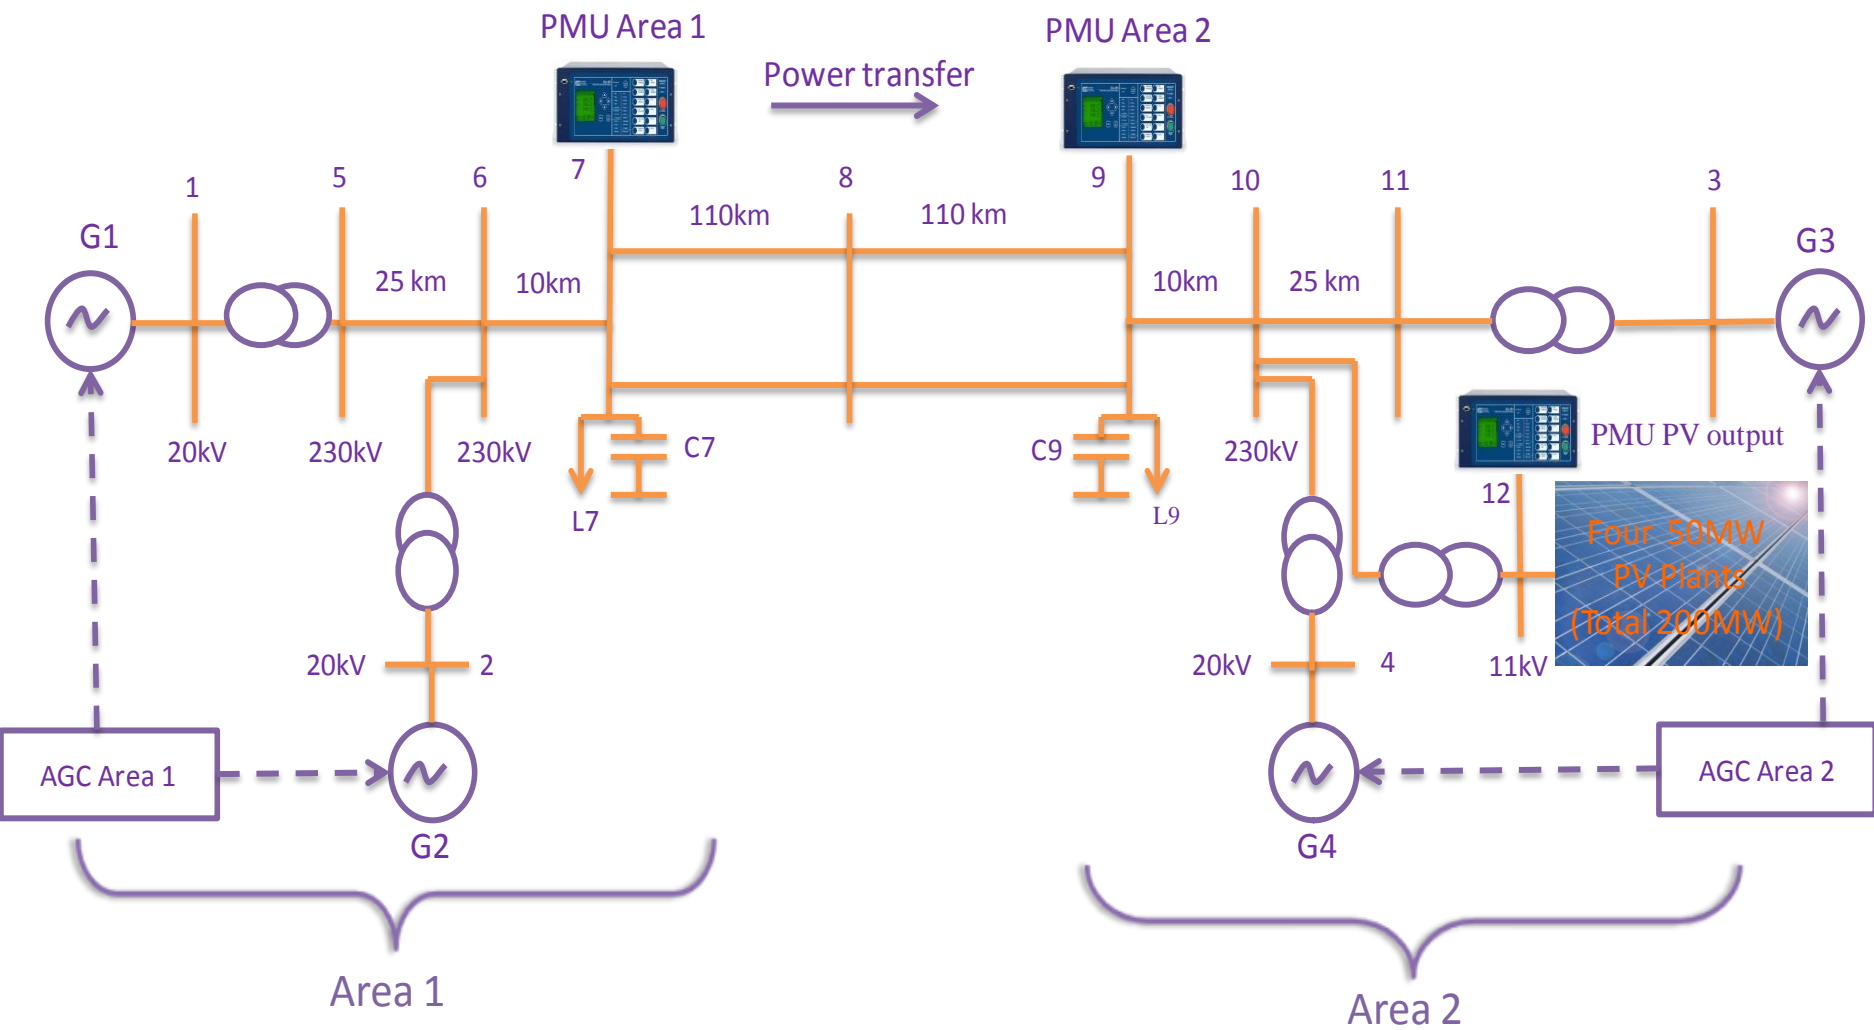 PMU Area 1
PMU Area 2
Power transfer
1
5
6
7
8
9
10
11
3
110km
110 km
G1
G3
25 km
10km
10km
25 km
20kV
230kV
230kV
C7
C9
230kV
PMU PV output
12
L7
L9
Four 50MW
PV Plants
(Total 200MW)
20kV
2
20kV
4
11kV
AGC Area 1
AGC Area 2
G2
G4
Area 1
Area 2